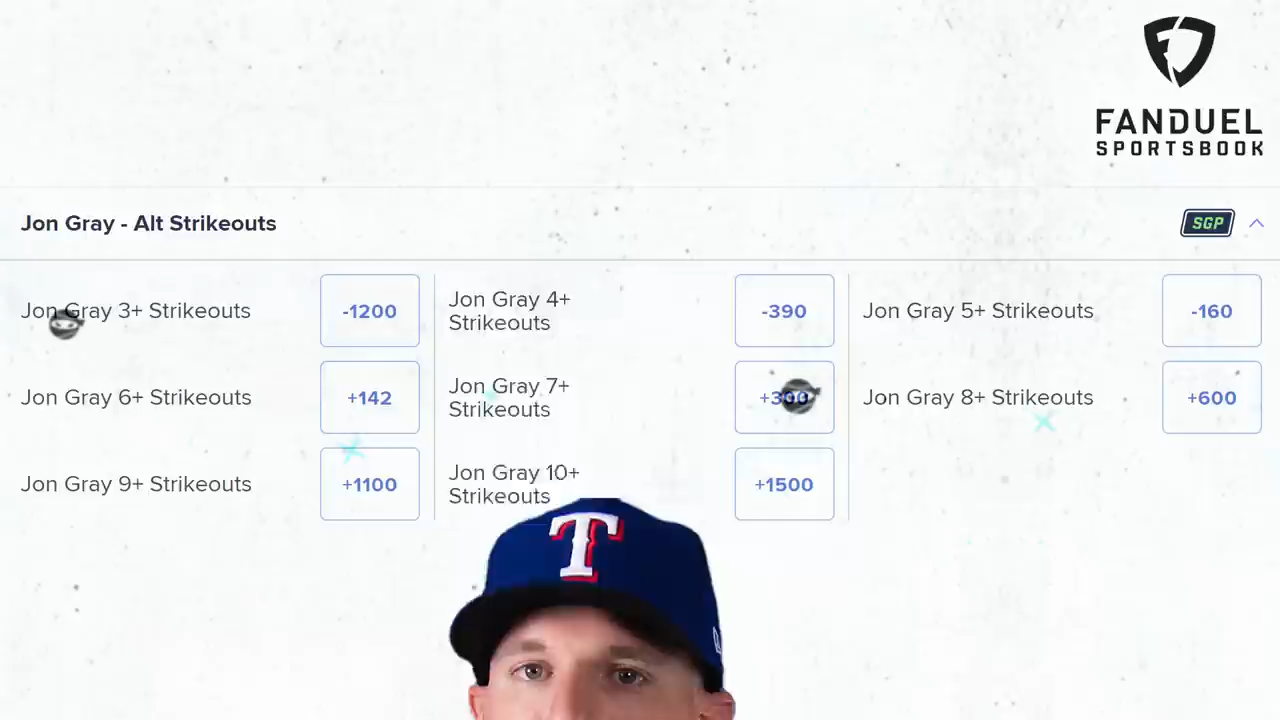 FANDUEL
SPORTSBOOK
Jon Gray - Alt Strikeouts
SGP
Jon Gray 3+ Strikeouts
-1200
Jon Gray 4+
Strikeouts
-390
Jon Gray 5+ Strikeouts
-160
Jon Gray 6+ Strikeouts
+142
Jon Gray 7+
Strikeouts
+300
Jon Gray 8+ Strikeouts
+600
Jon Gray 9+ Strikeouts
+1100
Jon Gray 10+
Strikeouts
+1500
T